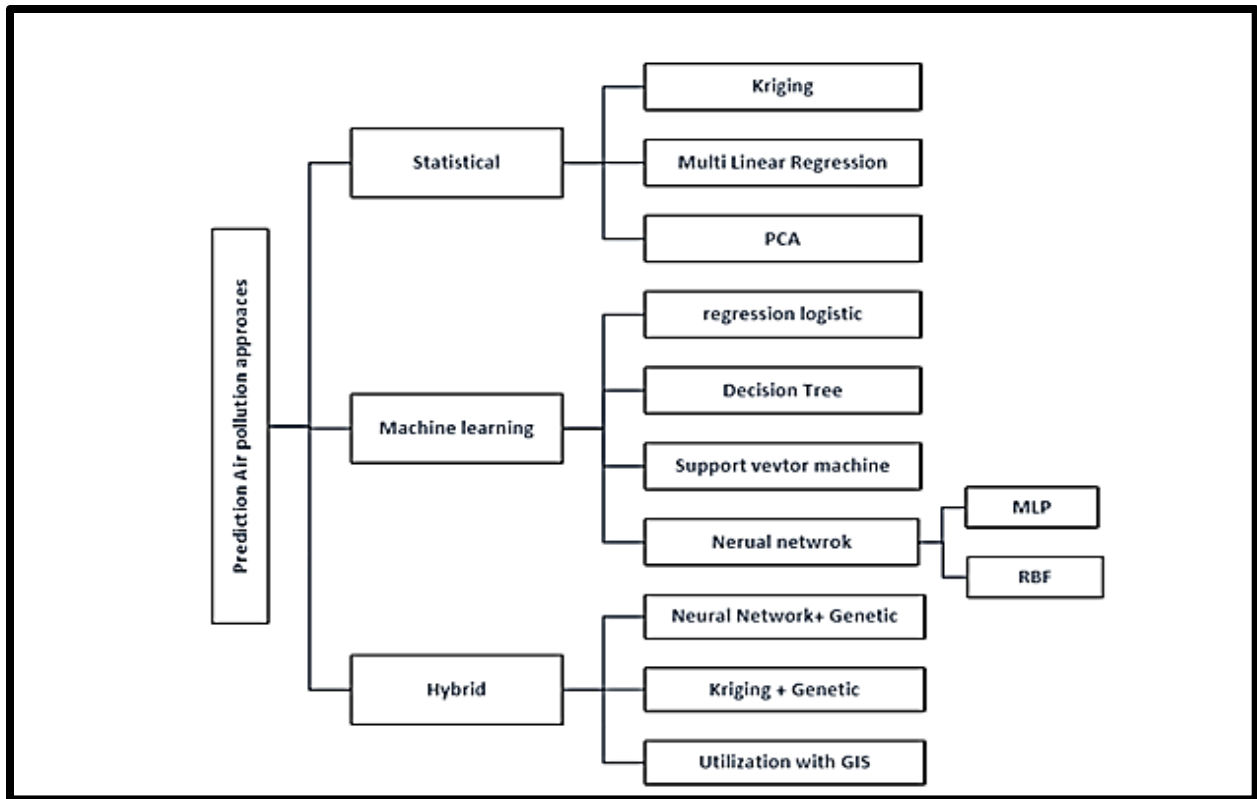 Prediction Air pollution approaces
Statistical
Kriging
Multi Linear Regression
PCA
Machine learning
regression logistic
Decision Tree
Support vevtor machine
Nerual netwrok
MLP
RBF
Hybrid
Neural Network+ Genetic
Kriging + Genetic
Utilization with GIS